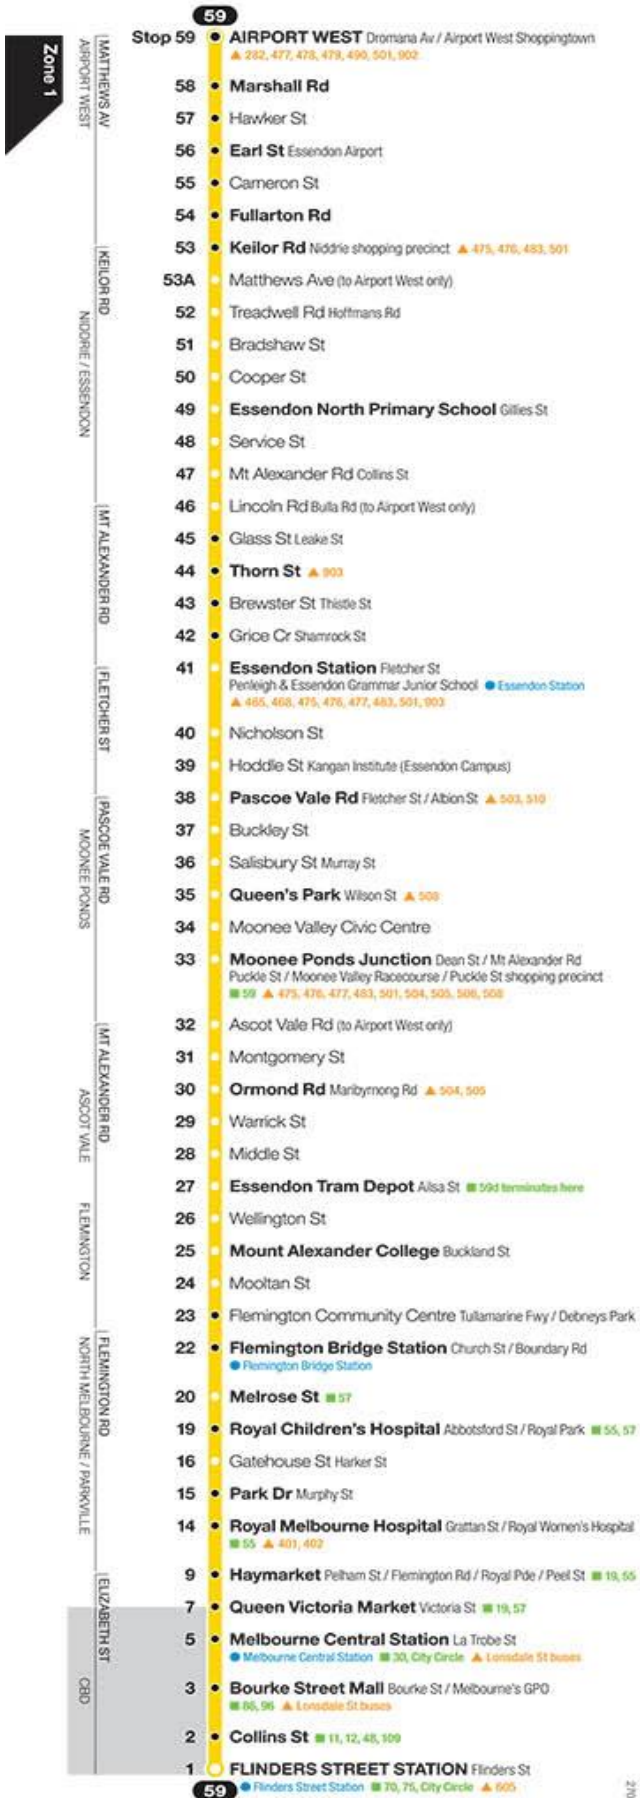 59
Zone 1
AIRPORT WEST
MATTHEWS AV
Stop 59 AIRPORT WEST Dromana Av / Airport West Shoppingtown
282, 477, 478, 479, 490, 501, 902
58 Marshall Rd
57 Hawker St
56 Earl St Essendon Airport
55 Cameron St
54 Fullarton Rd
KEILOR RD
NIDDRIE / ESSENDON
53 Keilor Rd Niddrie shopping precinct 475, 476, 483, 501
53A Matthews Ave (to Airport West only)
52 Treadwell Rd Hoffmans Rd
51 Bradshaw St
50 Cooper St
49 Essendon North Primary School Gillies St
48 Service St
47 Mt Alexander Rd Collins St
MT ALEXANDER RD
46 Lincoln Rd Bulla Rd (to Airport West only)
45 Glass St Leake St
44 Thorn St 903
43 Brewster St Thistle St
42 Grice Cr Shamrock St
FLETCHER ST
41 Essendon Station Fletcher St
Penleigh & Essendon Grammar Junior School Essendon Station
465, 468, 475, 476, 477, 483, 501, 903
40 Nicholson St
39 Hoddle St Kangan Institute (Essendon Campus)
PASCOE VALE RD
MOONEE PONDS
38 Pascoe Vale Rd Fletcher St / Albion St 503, 510
37 Buckley St
36 Salisbury St Murray St
35 Queen's Park Wilson St 508
34 Moonee Valley Civic Centre
33 Moonee Ponds Junction Dean St / Mt Alexander Rd
Puckle St / Moonee Valley Racecourse / Puckle St shopping precinct
59 475, 476, 477, 483, 501, 504, 505, 506, 508
MT ALEXANDER RD
ASCOT VALE
32 Ascot Vale Rd (to Airport West only)
31 Montgomery St
30 Ormond Rd Maribyrnong Rd 504, 505
29 Warrick St
28 Middle St
27 Essendon Tram Depot Ailsa St 59d terminates here
FLEMINGTON
26 Wellington St
25 Mount Alexander College Buckland St
24 Mooltan St
23 Flemington Community Centre Tullamarine Fwy / Debneys Park
FLEMINGTON RD
NORTH MELBOURNE / PARKVILLE
22 Flemington Bridge Station Church St / Boundary Rd
Flemington Bridge Station
20 Melrose St 57
19 Royal Children's Hospital Abbotsford St / Royal Park 55, 57
16 Gatehouse St Harker St
15 Park Dr Murphy St
14 Royal Melbourne Hospital Grattan St / Royal Women's Hospital
55 401, 402
ELIZABETH ST
9 Haymarket Pelham St / Flemington Rd / Royal Pde / Peel St 19, 55
7 Queen Victoria Market Victoria St 19, 57
CBD
5 Melbourne Central Station La Trobe St
Melbourne Central Station 30, City Circle Lonsdale St buses
3 Bourke Street Mall Bourke St / Melbourne's GPO
86, 96 Lonsdale St buses
2 Collins St 11, 12, 48, 109
1 FLINDERS STREET STATION Flinders St
59 Flinders Street Station 70, 75, City Circle 605